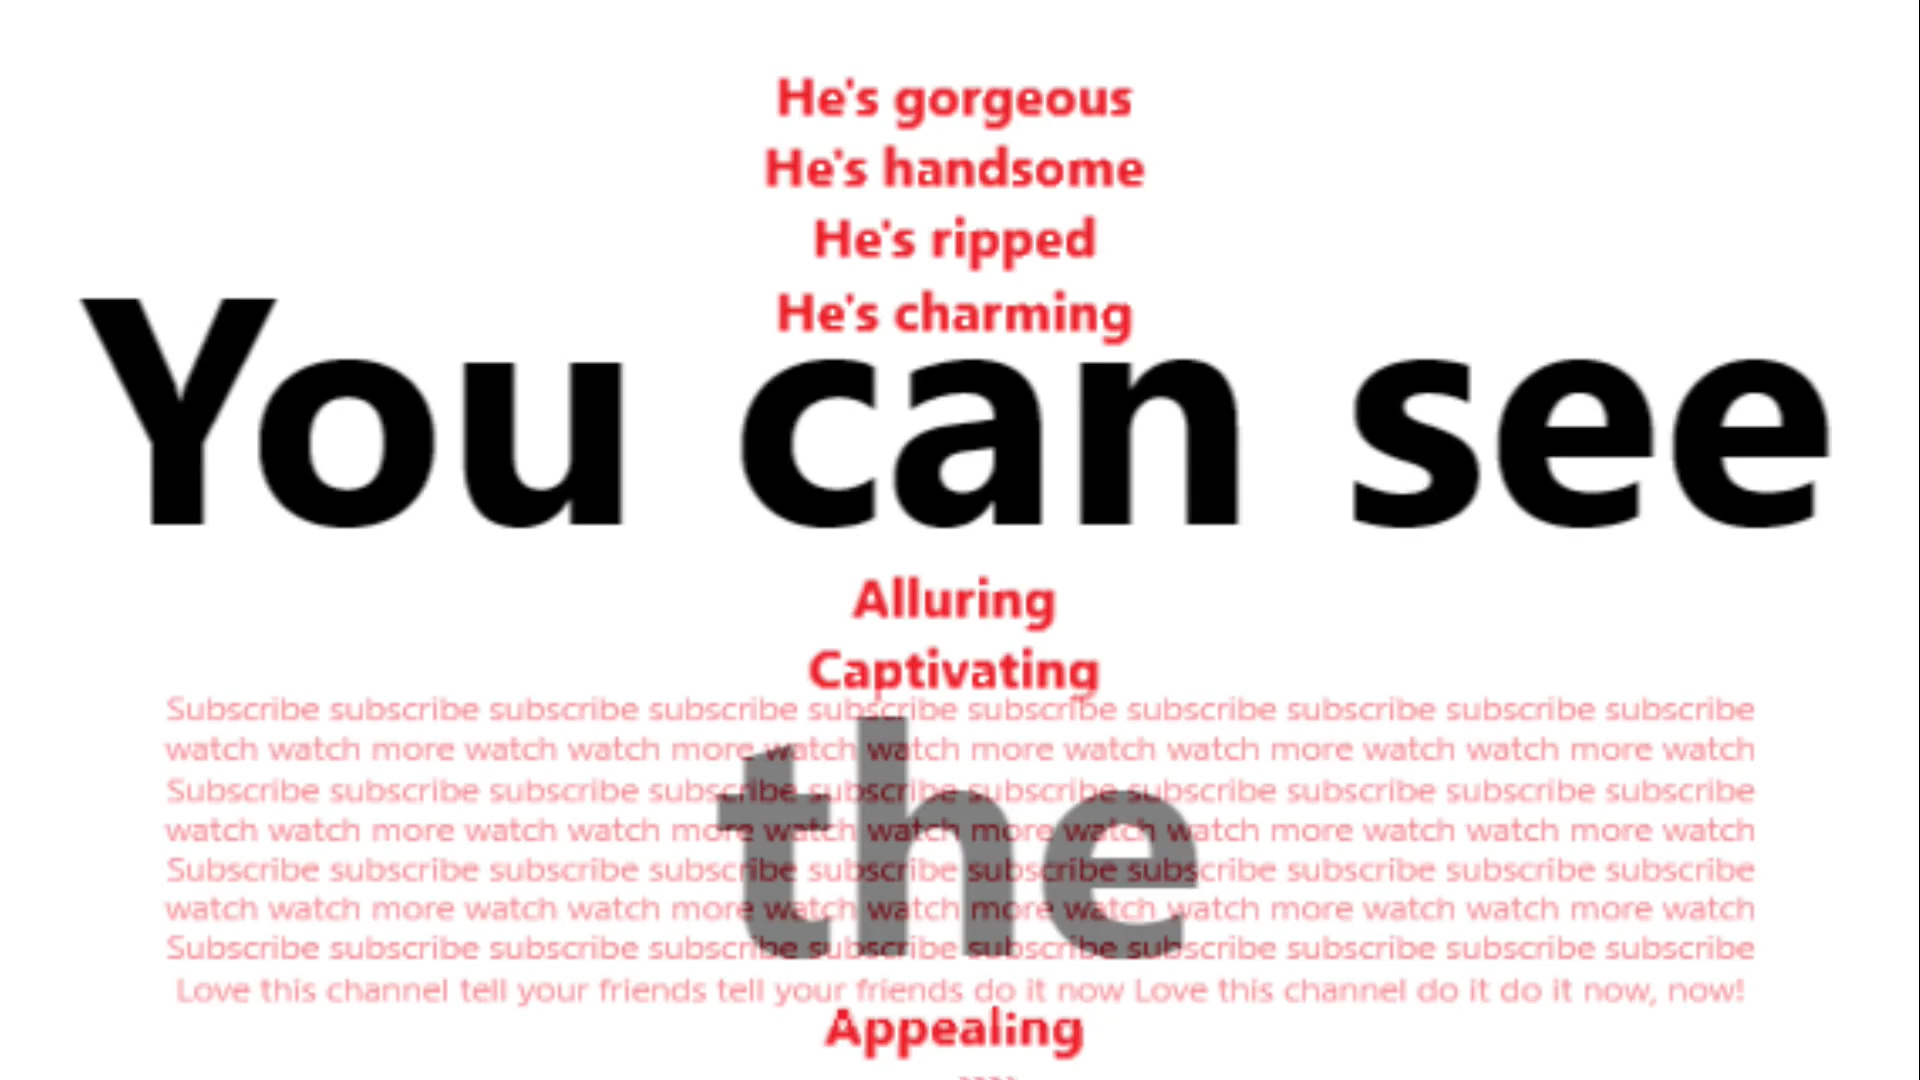 He's gorgeous
He's handsome
He's ripped
He's charming
You can see
Alluring
Captivating
Subscribe subscribe subscribe subscribe subscribe subscribe subscribe subscribe subscribe subscribe
watch watch more watch watch more watch watch more watch watch more watch watch more watch
the
Subscribe subscribe subscribe subscribe subscribe subscribe subscribe subscribe subscribe subscribe
watch watch more watch watch more watch watch more watch watch more watch watch more watch
Subscribe subscribe subscribe subscribe subscribe subscribe subscribe subscribe subscribe subscribe
watch watch more watch watch more watch watch more watch watch more watch watch more watch
Subscribe subscribe subscribe subscribe subscribe subscribe subscribe subscribe subscribe subscribe
Love this channel tell your friends tell your friends do it now Love this channel do it do it now, now!
Appealing